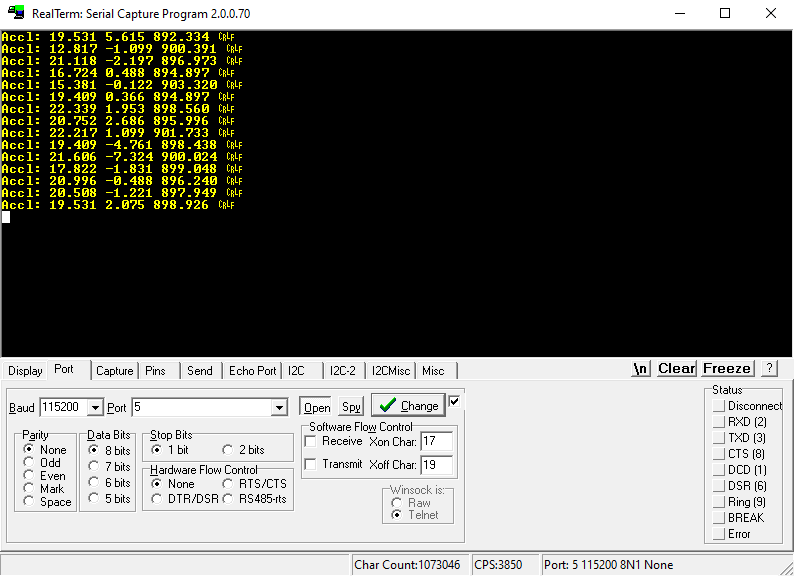 RealTerm: Serial Capture Program 2.0.0.70
Accl: 19.531 5.615 892.334 CRLF
Accl: 12.817 -1.099 900.391 CRLF
Accl: 21.118 -2.197 896.973 CRLF
Accl: 16.724 0.488 894.897 CRLF
Accl: 15.381 -0.122 903.320 CRLF
Accl: 19.409 0.366 894.897 CRLF
Accl: 22.339 1.953 898.560 CRLF
Accl: 20.752 2.686 895.996 CRLF
Accl: 22.217 1.099 901.733 CRLF
Accl: 19.409 -4.761 898.438 CRLF
Accl: 21.606 -7.324 900.024 CRLF
Accl: 17.822 -1.831 899.048 CRLF
Accl: 20.996 -0.488 896.240 CRLF
Accl: 20.508 -1.221 897.949 CRLF
Accl: 19.531 2.075 898.926 CRLF
Display Port Capture Pins Send Echo Port I2C I2C-2 I2CMisc Misc \n Clear Freeze ?
Baud 115200 Port 5 Open Spy Change
Parity
None
Odd
Even
Mark
Space
Data Bits
8 bits
7 bits
6 bits
5 bits
Stop Bits
1 bit 2 bits
Hardware Flow Control
None RTS/CTS
DTR/DSR RS485-rts
Software Flow Control
Receive Xon Char: 17
Transmit Xoff Char: 19
Winsock is:
Raw
Telnet
Status
Disconnect
RXD (2)
TXD (3)
CTS (8)
DCD (1)
DSR (6)
Ring (9)
BREAK
Error
Char Count:1073046 CPS:3850 Port: 5 115200 8N1 None